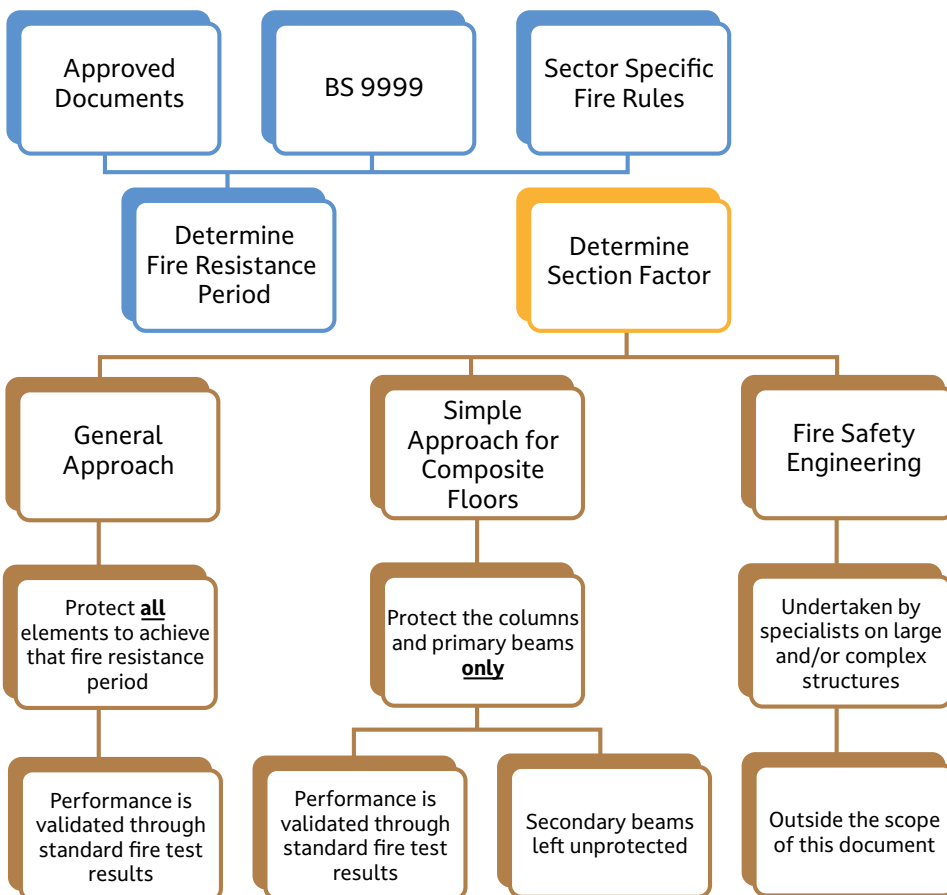 Approved
Documents
BS 9999
Sector Specific
Fire Rules
Determine
Fire Resistance
Period
Determine
Section Factor
General
Approach
Simple
Approach for
Composite
Floors
Fire Safety
Engineering
Protect all
elements to achieve
that fire resistance
period
Protect the columns
and primary beams
only
Undertaken by
specialists on large
and/or complex
structures
Performance is
validated through
standard fire test
results
Performance is
validated through
standard fire test
results
Secondary beams
left unprotected
Outside the scope
of this document